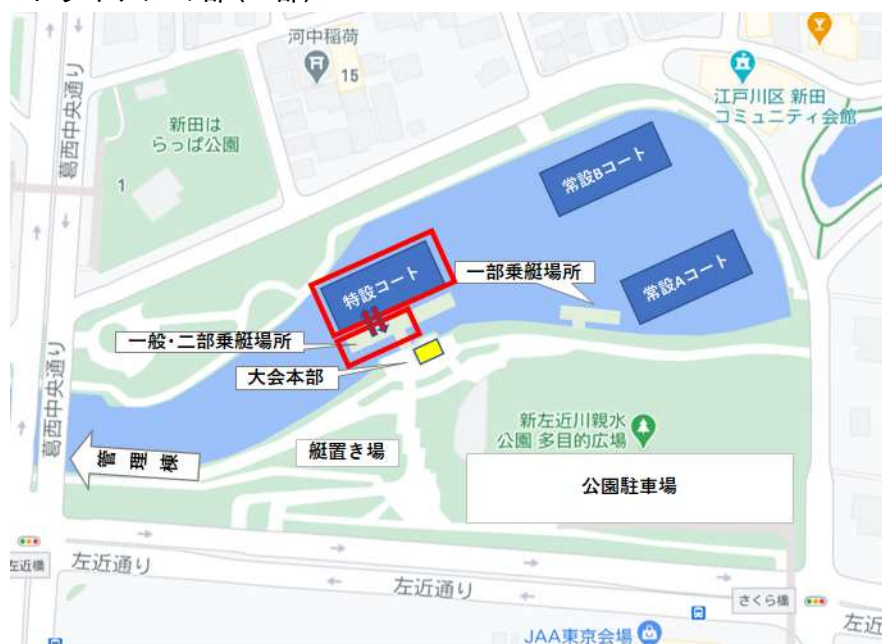 河中稲荷
15
江戸川区 新田
コミュニティ会館
新田は
らっぱ公園
葛西中央通り
1
常設Bコート
特設コート
一部乗艇場所
常設Aコート
一般・二部乗艇場所
大会本部
葛西中央通り
新左近川親水
公園 多目的広場
管理棟
艇置き場
公園駐車場
左近橋
左近通り
左近通り
さくら橋
左近
JAA東京会場